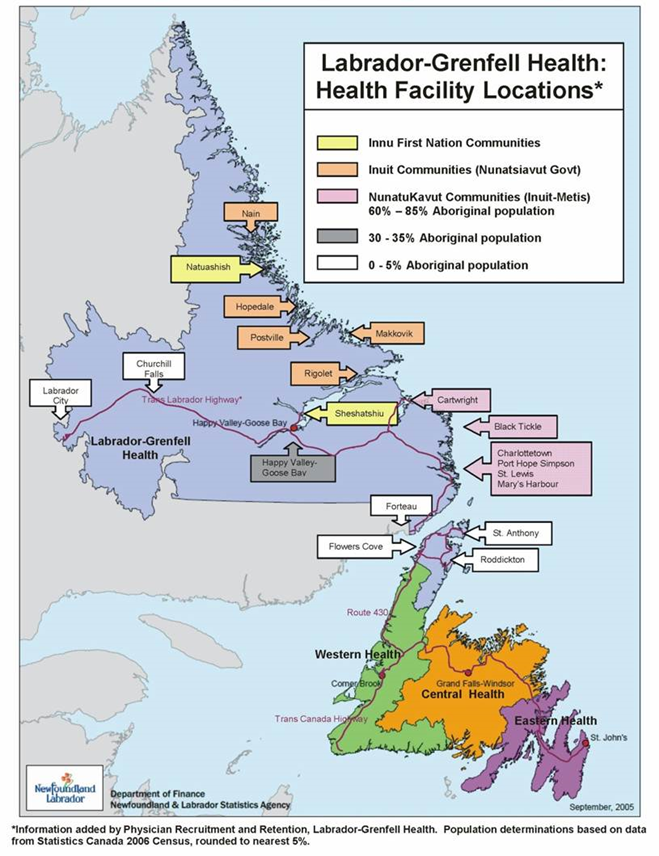 Labrador-Grenfell Health:
Health Facility Locations*
Innu First Nation Communities
Inuit Communities (Nunatsiavut Govt)
NunatuKavut Communities (Inuit-Metis)
60% – 85% Aboriginal population
30 - 35% Aboriginal population
0 - 5% Aboriginal population
Nain
Natuashish
Hopedale
Postville
Makkovik
Rigolet
Churchill
Falls
Labrador
City
Trans Labrador Highway*
Cartwright
Sheshatshiu
Happy Valley-Goose Bay
Black Tickle
Labrador-Grenfell
Health
Happy Valley-
Goose Bay
Charlottetown
Port Hope Simpson
St. Lewis
Mary's Harbour
Forteau
St. Anthony
Flowers Cove
Roddickton
Route 430
Western Health
Corner Brook
Grand Falls-Windsor
Central Health
Trans Canada Highway
Eastern Health
St. John's
Newfoundland
Labrador
Department of Finance
Newfoundland & Labrador Statistics Agency
September, 2005
*Information added by Physician Recruitment and Retention, Labrador-Grenfell Health. Population determinations based on data
from Statistics Canada 2006 Census, rounded to nearest 5%.